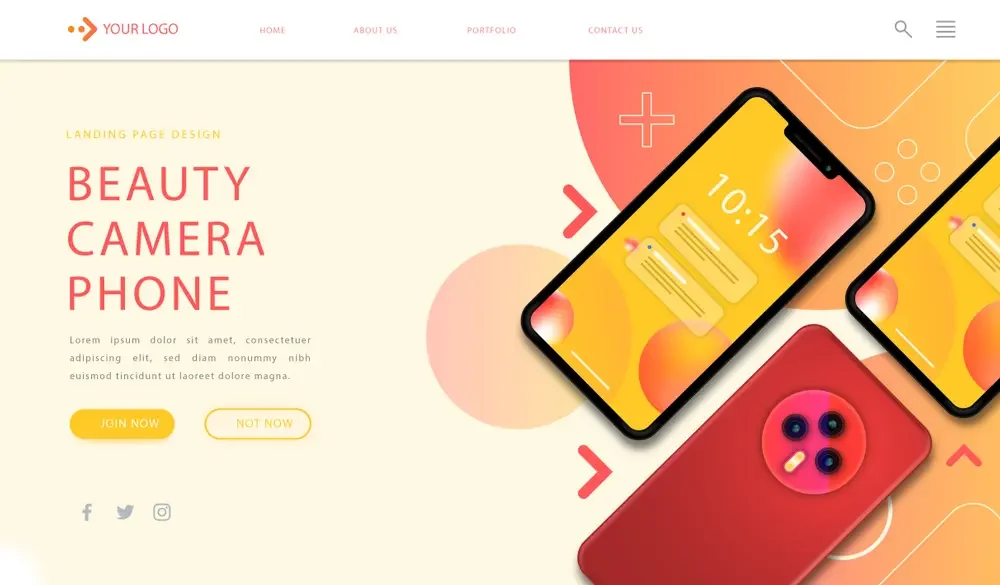 YOUR LOGO
HOME
ABOUT US
PORTFOLIO
CONTACT US
LANDING PAGE DESIGN
BEAUTY
CAMERA
PHONE
Lorem ipsum dolor sit amet, consectetuer
adipiscing elit, sed diam nonummy nibh
euismod tincidunt ut laoreet dolore magna.
JOIN NOW
NOT NOW
10:15